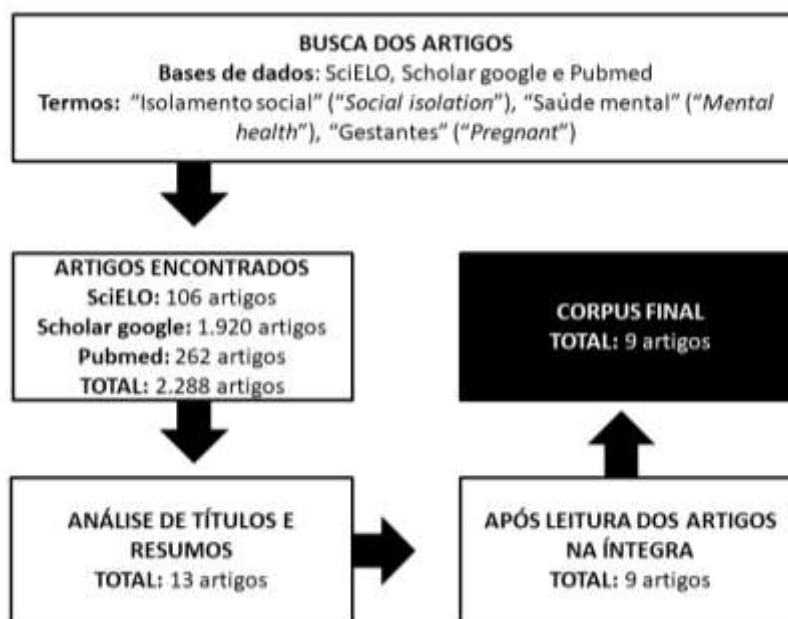 BUSCA DOS ARTIGOS
Bases de dados: SciELO, Scholar google e Pubmed
Termos: “Isolamento social” (“Social isolation”), “Saúde mental” (“Mental
health”), “Gestantes” (“Pregnant”)
ARTIGOS ENCONTRADOS
SciELO: 106 artigos
Scholar google: 1.920 artigos
Pubmed: 262 artigos
TOTAL: 2.288 artigos
ANÁLISE DE TÍTULOS E
RESUMOS
TOTAL: 13 artigos
APÓS LEITURA DOS ARTIGOS
NA ÍNTEGRA
TOTAL: 9 artigos
CORPUS FINAL
TOTAL: 9 artigos